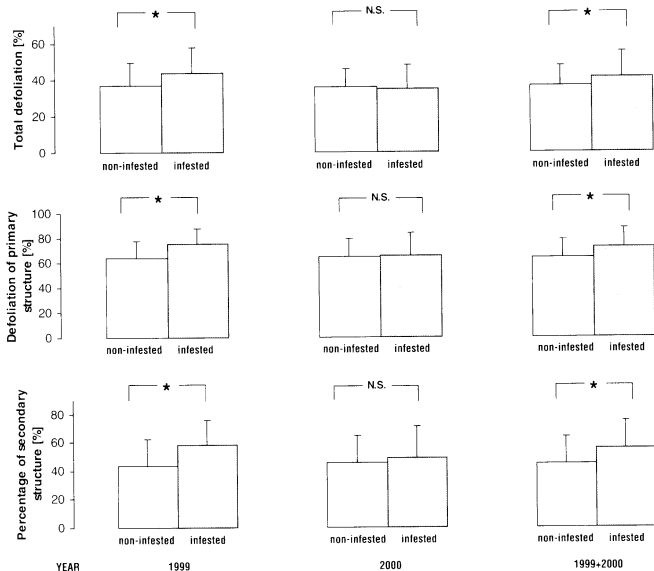 * N.S. *
Total defoliation [%]
60
40
20
0
non-infested infested non-infested infested non-infested infested
* N.S. *
Defoliation of primary
structure [%]
100
80
60
40
20
0
non-infested infested non-infested infested non-infested infested
* N.S. *
Percentage of secondary
structure [%]
80
60
40
20
0
non-infested infested non-infested infested non-infested infested
YEAR 1999 2000 1999+2000